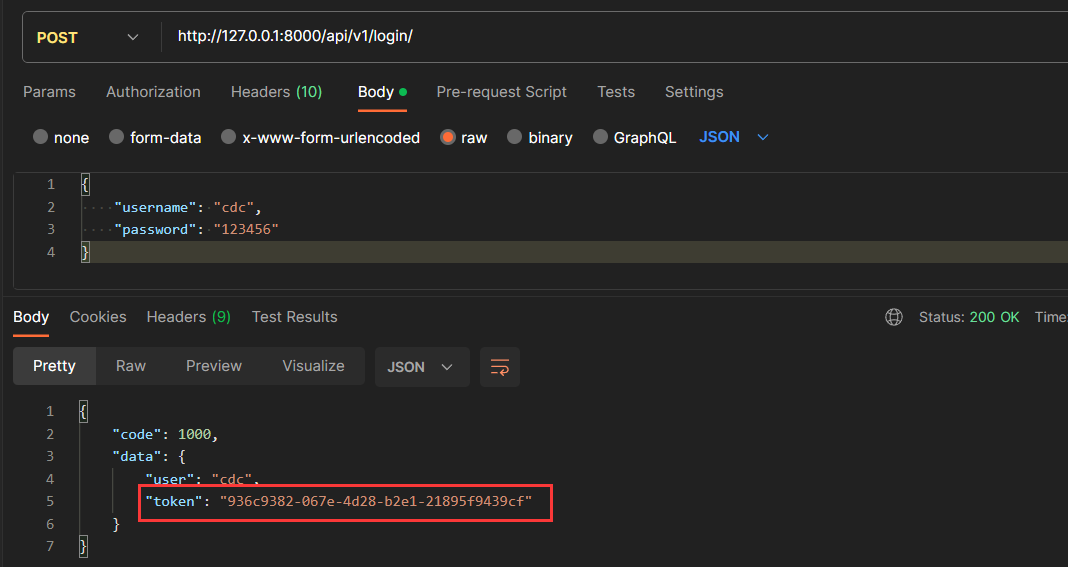 POST http://127.0.0.1:8000/api/v1/login/
Params Authorization Headers (10) Body Pre-request Script Tests Settings
none form-data x-www-form-urlencoded raw binary GraphQL JSON
1 {
2 ····"username":·"cdc",
3 ····"password":·"123456"
4 }
Body Cookies Headers (9) Test Results Status: 200 OK Time:
Pretty Raw Preview Visualize JSON
1 {
2 "code": 1000,
3 "data": {
4 "user": "cdc",
5 "token": "936c9382-067e-4d28-b2e1-21895f9439cf"
6 }
7 }